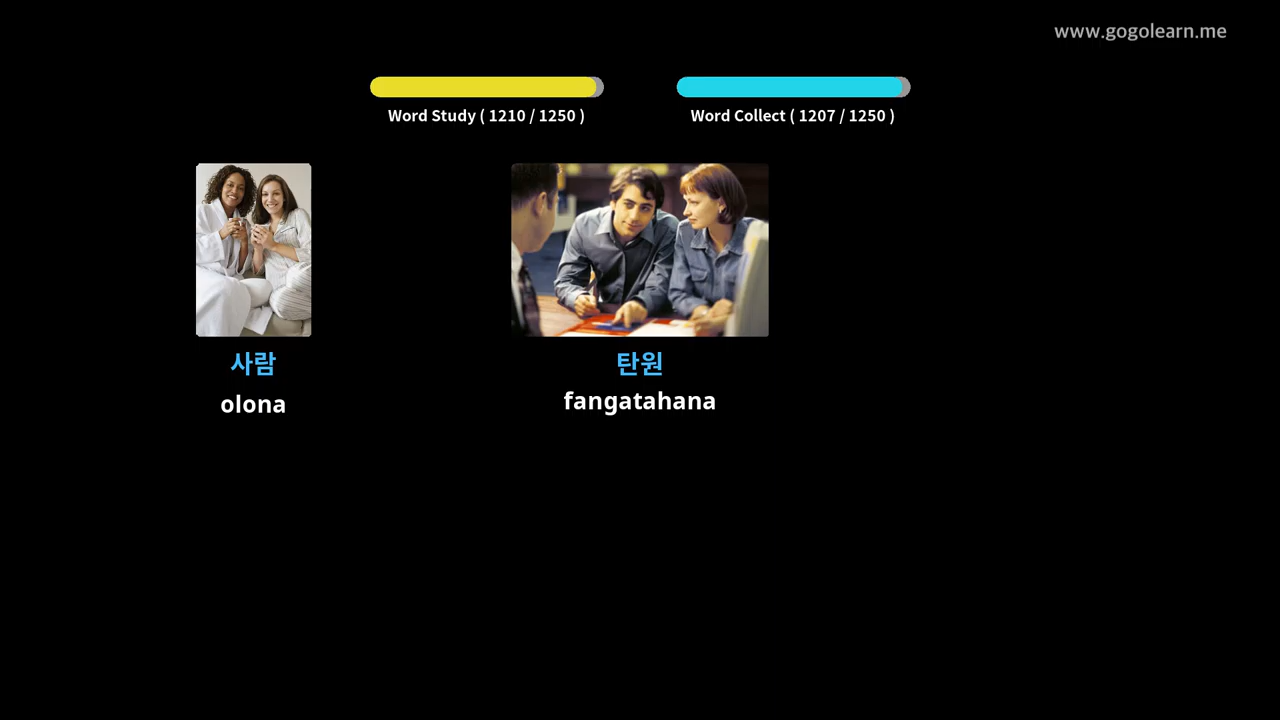 www.gogolearn.me
Word Study ( 1210 / 1250 )
Word Collect ( 1207 / 1250 )
사람
olona
탄원
fangatahana